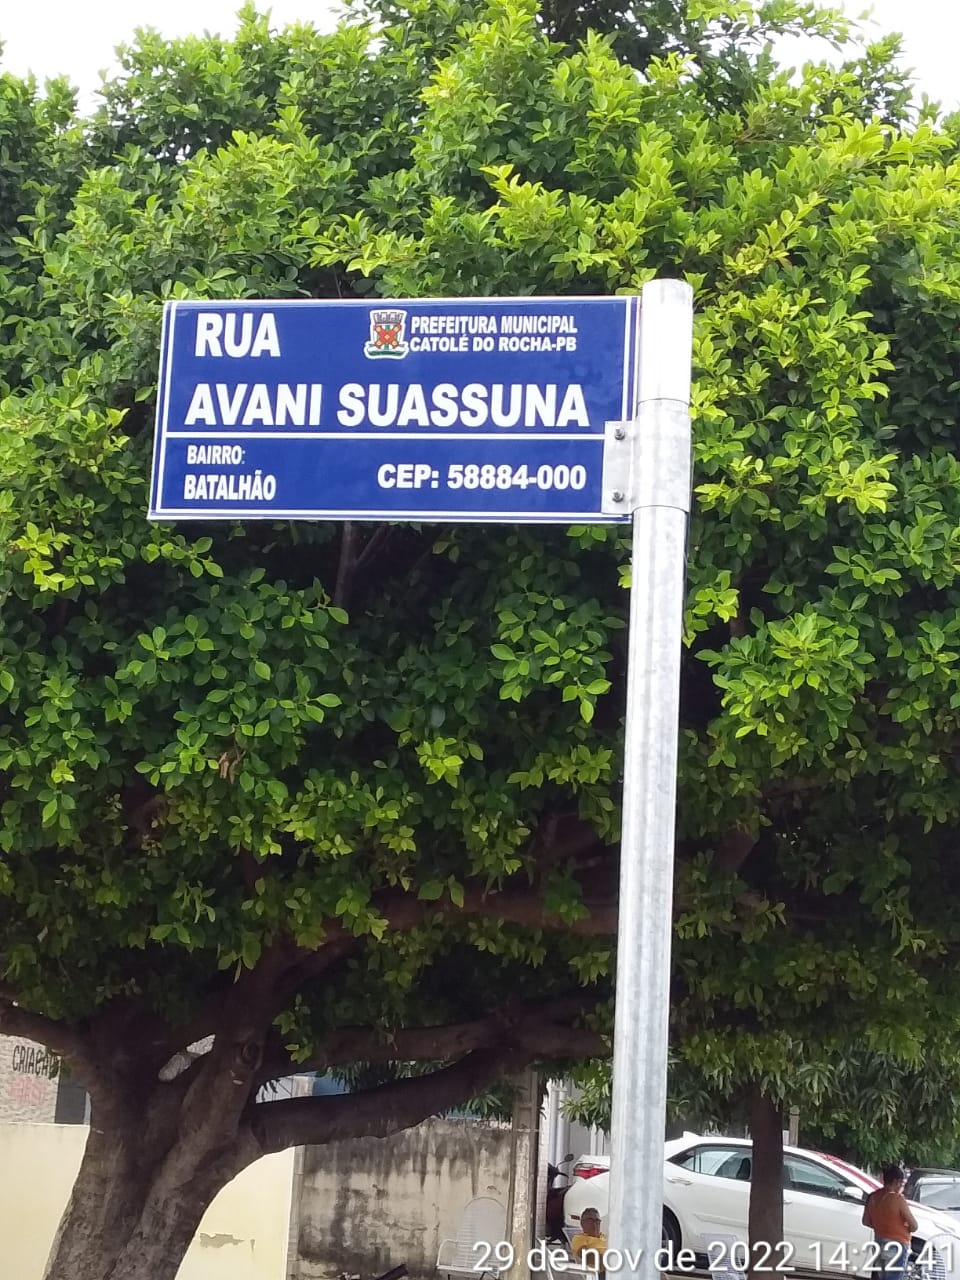 RUA
PREFEITURA MUNICIPAL
CATOLÉ DO ROCHA-PB
AVANI SUASSUNA
BAIRRO:
BATALHÃO
CEP: 58884-000
29 de nov de 2022 14:22:41